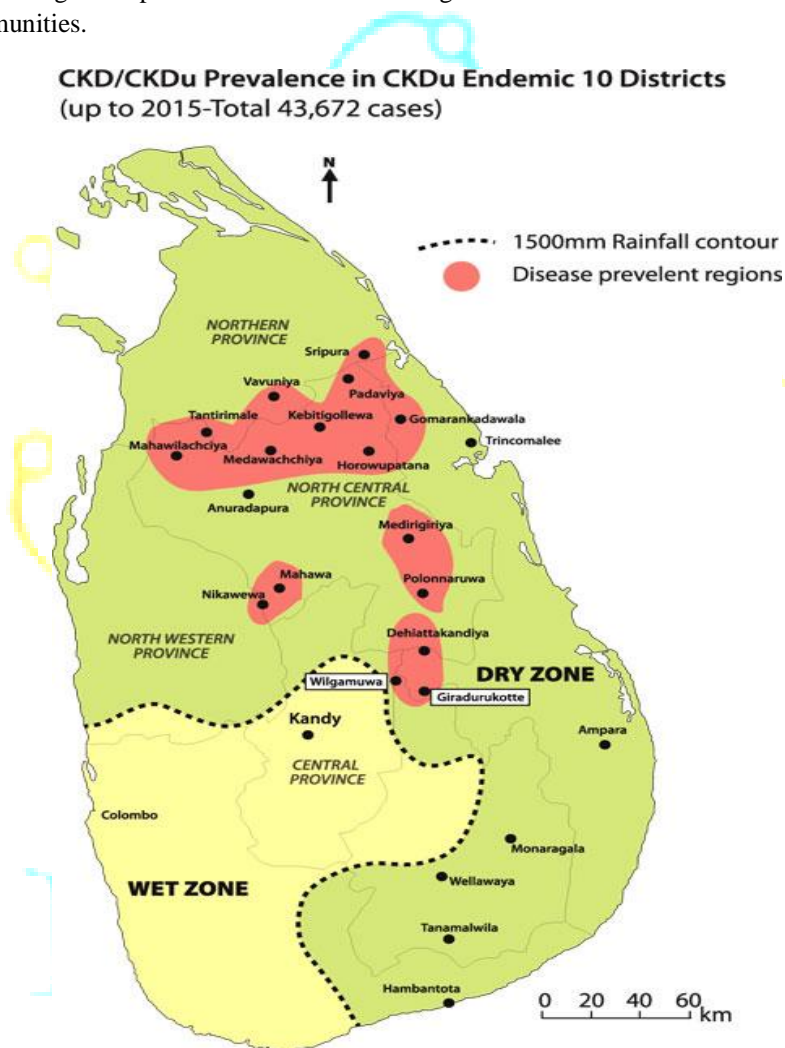 munities.
CKD/CKDu Prevalence in CKDu Endemic 10 Districts
(up to 2015-Total 43,672 cases)
N
1500mm Rainfall contour
Disease prevelent regions
NORTHERN
PROVINCE
Sripura
Vavuniya
Padaviya
Tantirimale
Kebitigollewa
Gomarankadawala
Trincomalee
Mahawilachciya
Medawachchiya
Horowupatana
NORTH CENTRAL
PROVINCE
Anuradapura
Medirigiriya
Mahawa
Polonnaruwa
Nikawewa
NORTH WESTERN
PROVINCE
Dehiattakandiya
DRY ZONE
Wilgamuwa
Giradurukotte
Kandy
Ampara
CENTRAL
PROVINCE
Colombo
Monaragala
WET ZONE
Wellawaya
Tanamalwila
Hambantota
0 20 40 60
km